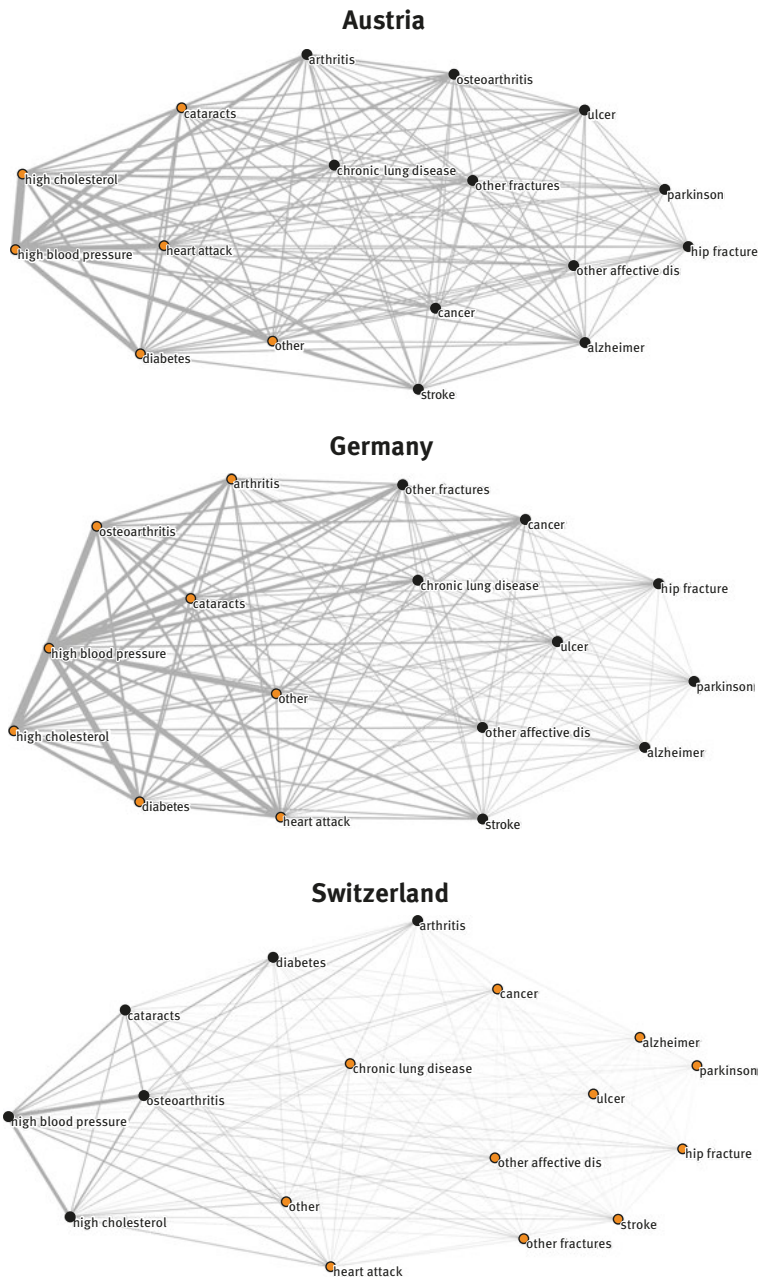 Austria
arthritis
osteoarthritis
cataracts
ulcer
chronic lung disease
high cholesterol
other fractures
parkinson
heart attack
high blood pressure
hip fracture
other affective dis
cancer
other
alzheimer
diabetes
stroke
Germany
arthritis
other fractures
osteoarthritis
cancer
chronic lung disease
hip fracture
cataracts
ulcer
high blood pressure
parkinson
other
other affective dis
high cholesterol
alzheimer
diabetes
heart attack
stroke
Switzerland
arthritis
diabetes
cancer
cataracts
alzheimer
chronic lung disease
parkinson
osteoarthritis
ulcer
high blood pressure
hip fracture
other affective dis
other
high cholesterol
stroke
other fractures
heart attack